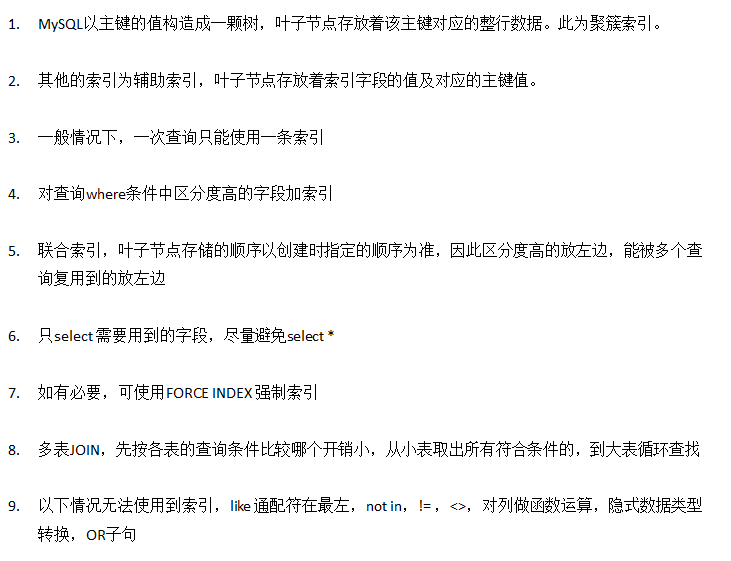 1. MySQL以主键的值构造成一颗树，叶子节点存放着该主键对应的整行数据。此为聚簇索引。
2. 其他的索引为辅助索引，叶子节点存放着索引字段的值及对应的主键值。
3. 一般情况下，一次查询只能使用一条索引
4. 对查询where条件中区分度高的字段加索引
5. 联合索引，叶子节点存储的顺序以创建时指定的顺序为准，因此区分度高的放左边，能被多个查
询复用到的放左边
6. 只select需要用到的字段，尽量避免select *
7. 如有必要，可使用FORCE INDEX强制索引
8. 多表JOIN，先按各表的查询条件比较哪个开销小，从小表取出所有符合条件的，到大表循环查找
9. 以下情况无法使用到索引，like通配符在最左，not in，!=，<>，对列做函数运算，隐式数据类型
转换，OR子句